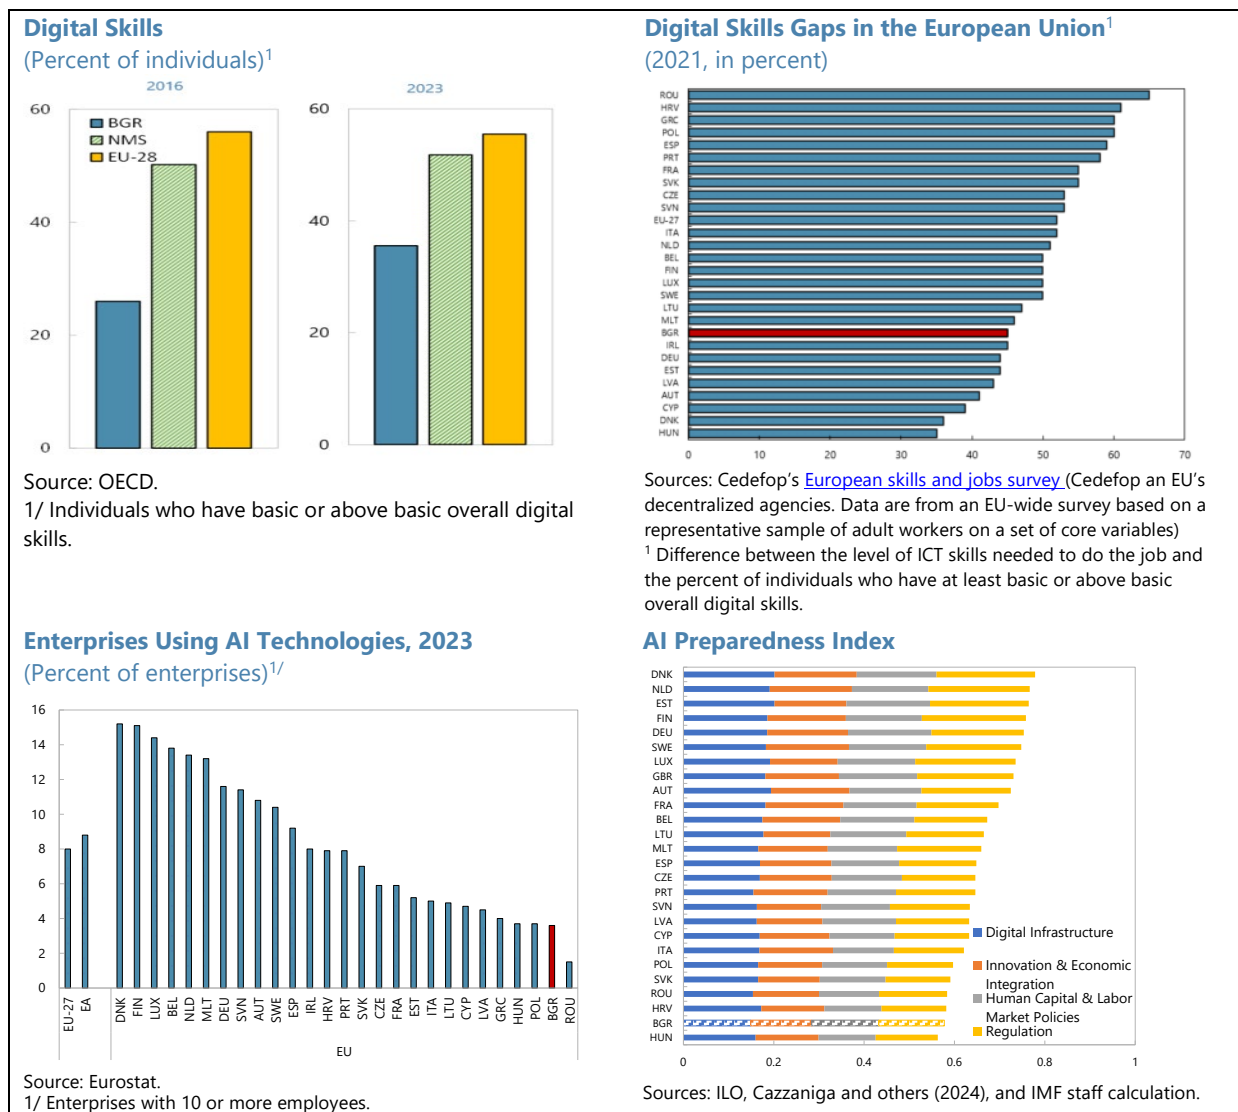 Digital Skills
(Percent of individuals)1
2016
2023
60
40
20
0
BGR
NMS
EU-28
60
40
20
0
Source: OECD.
1/ Individuals who have basic or above basic overall digital
skills.
Digital Skills Gaps in the European Union1
(2021, in percent)
ROU
HRV
GRC
POL
ESP
PRT
FRA
SVK
CZE
SVN
EU-27
ITA
NLD
BEL
FIN
LUX
SWE
LTU
MLT
BGR
IRL
DEU
EST
LVA
AUT
CYP
DNK
HUN
0 10 20 30 40 50 60 70
Sources: Cedefop's European skills and jobs survey (Cedefop an EU's
decentralized agencies. Data are from an EU-wide survey based on a
representative sample of adult workers on a set of core variables)
1 Difference between the level of ICT skills needed to do the job and
the percent of individuals who have at least basic or above basic
overall digital skills.
Enterprises Using AI Technologies, 2023
(Percent of enterprises)1/
16
14
12
10
8
6
4
2
0
EU-27 EA DNK FIN LUX BEL NLD MLT DEU SVN AUT SWE ESP IRL HRV PRT SVK CZE FRA EST ITA LTU CYP LVA GRC HUN POL BGR ROU
EU
Source: Eurostat.
1/ Enterprises with 10 or more employees.
AI Preparedness Index
DNK
NLD
EST
FIN
DEU
SWE
LUX
GBR
AUT
FRA
BEL
LTU
MLT
ESP
CZE
PRT
SVN
LVA
CYP
ITA
POL
SVK
ROU
HRV
BGR
HUN
Digital Infrastructure
Innovation & Economic
Integration
Human Capital & Labor
Market Policies
Regulation
0 0.2 0.4 0.6 0.8 1
Sources: ILO, Cazzaniga and others (2024), and IMF staff calculation.